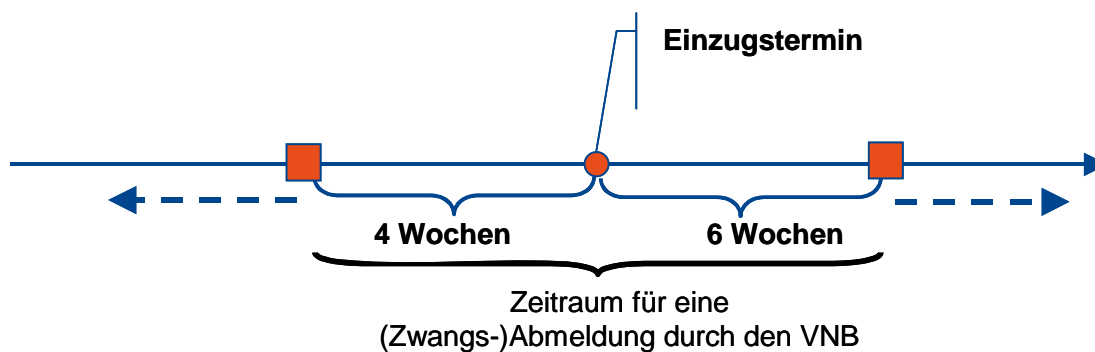 Einzugstermin
4 Wochen
6 Wochen
Zeitraum für eine
(Zwangs-)Abmeldung durch den VNB